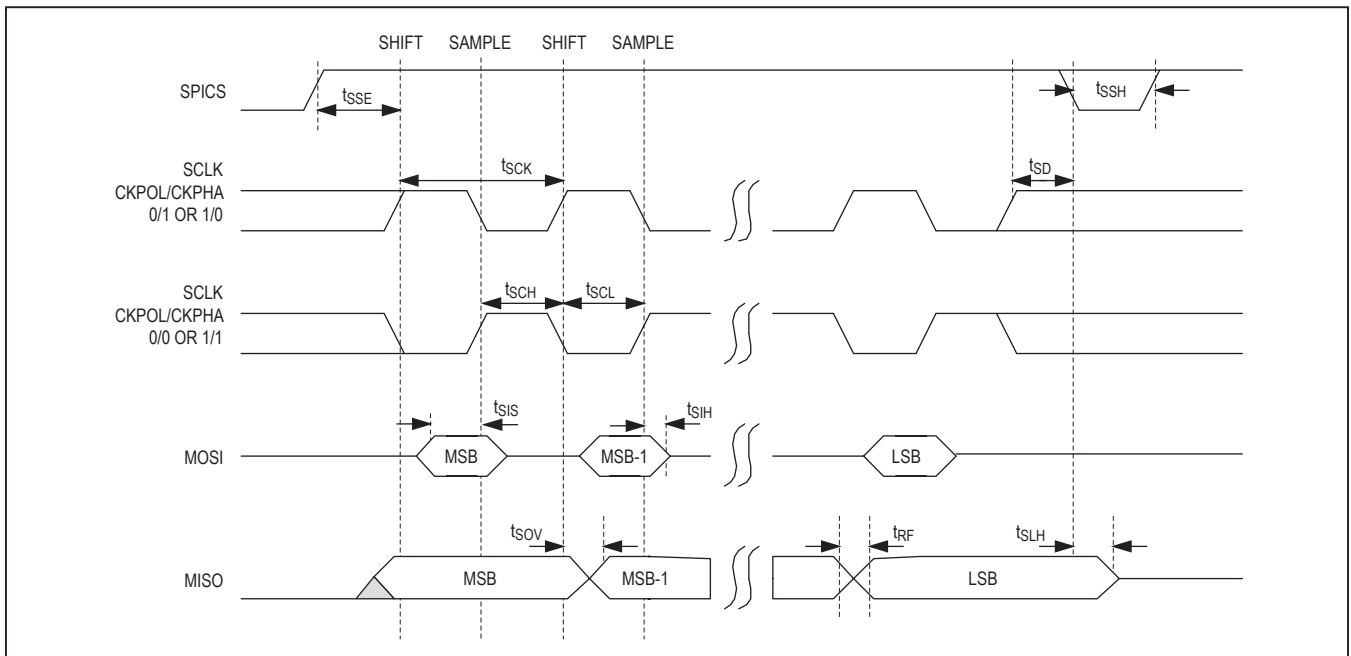 SHIFT SAMPLE SHIFT SAMPLE
SPICS
tSSE
tSSH
SCLK
CKPOL/CKPHA
0/1 OR 1/0
tSCK
tSD
SCLK
CKPOL/CKPHA
0/0 OR 1/1
tSCH
tSCL
tSIS
tSIH
MOSI
MSB
MSB-1
LSB
tSOV
tRF
tSLH
MISO
MSB
MSB-1
LSB